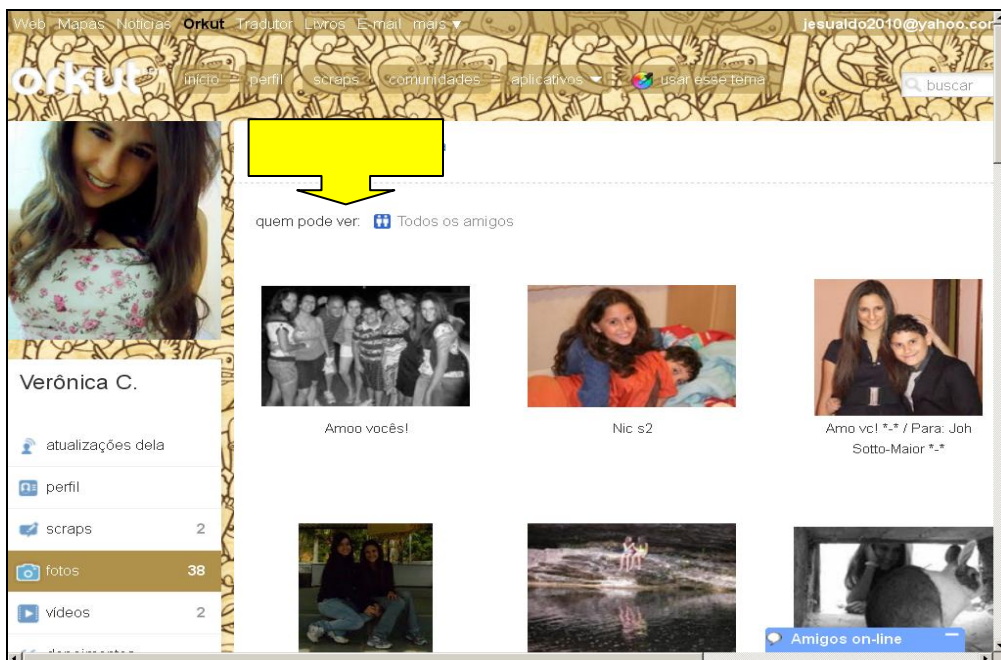 Web Mapas Notícias Orkut Tradutor Livros E-mail mais ▼ jesualdo2010@yahoo.com
orkut início perfil scraps comunidades aplicativos ▼ usar esse tema buscar
quem pode ver: Todos os amigos
Amoo vocês!
Nic s2
Amo vc! *-* / Para: Joh
Sotto-Maior *-*
Verônica C.
atualizações dela
perfil
scraps 2
fotos 38
vídeos 2
Amigos on-line